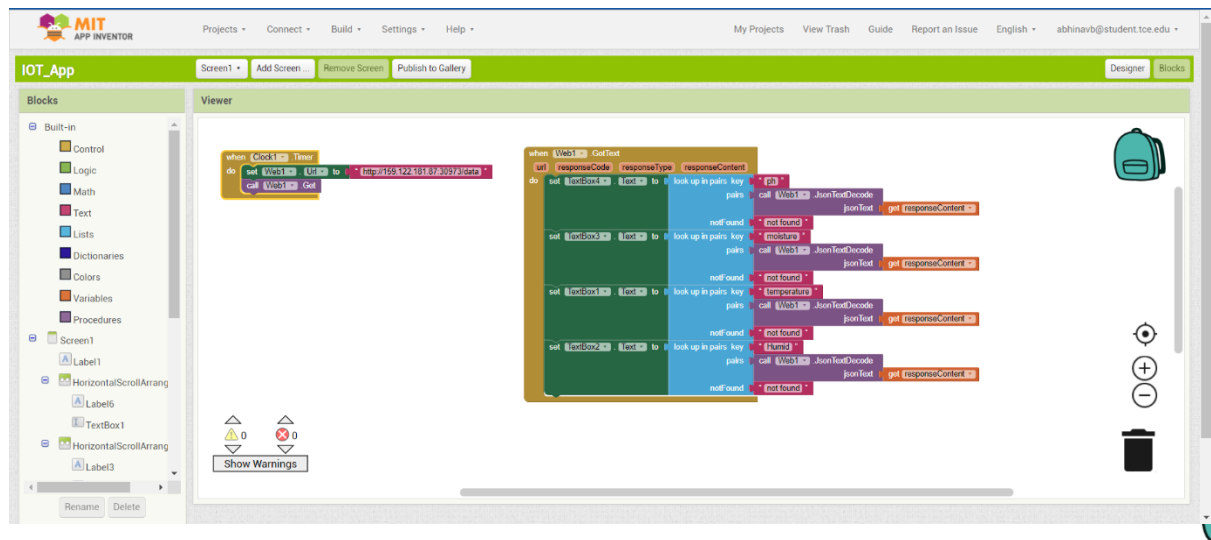 MIT
APP INVENTOR
Projects Connect Build Settings Help My Projects View Trash Guide Report an Issue English abhinavb@student.tce.edu
IOT_App Screen1 Add Screen ... Remove Screen Publish to Gallery Designer Blocks
Blocks
Built-in
Control
Logic
Math
Text
Lists
Dictionaries
Colors
Variables
Procedures
Screen1
Label1
HorizontalScrollArrang
Label6
TextBox1
HorizontalScrollArrang
Label3
Rename Delete
Viewer
when Clock1 .Timer
do set Web1 . Url to " http://159.122.181.87:30973/data "
call Web1 .Get
0 0
Show Warnings
when Web1 .GotText
url responseCode responseType responseContent
do set TextBox4 . Text to look up in pairs key " ph "
pairs call Web1 .JsonTextDecode
jsonText get responseContent
notFound " not found "
set TextBox3 . Text to look up in pairs key " moisture "
pairs call Web1 .JsonTextDecode
jsonText get responseContent
notFound " not found "
set TextBox1 . Text to look up in pairs key " temperature "
pairs call Web1 .JsonTextDecode
jsonText get responseContent
notFound " not found "
set TextBox2 . Text to look up in pairs key " Humid "
pairs call Web1 .JsonTextDecode
jsonText get responseContent
notFound " not found "